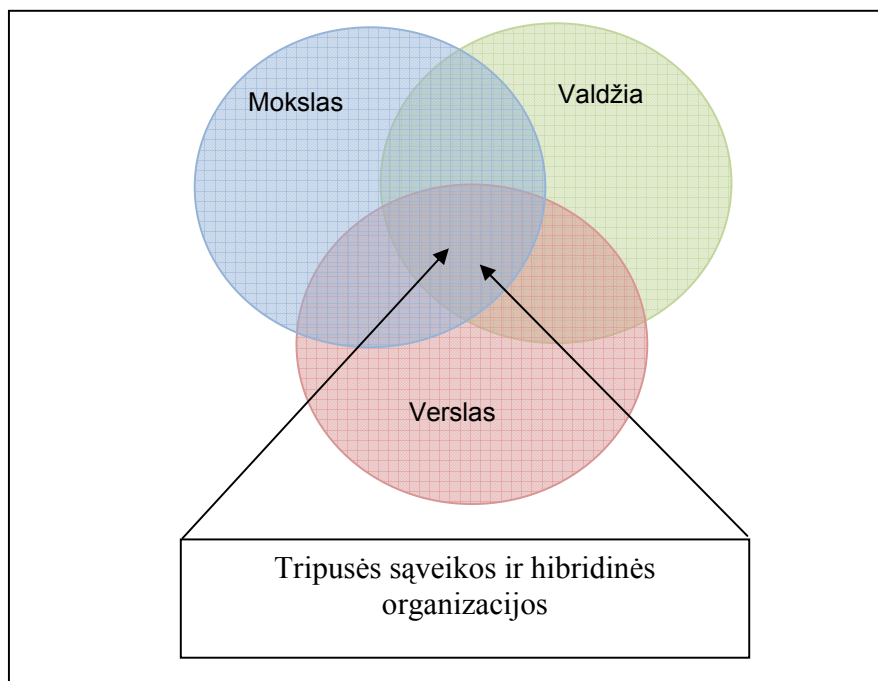 Mokslas
Valdžia
Verslas
Tripusės sąveikos ir hibridinės
organizacijos